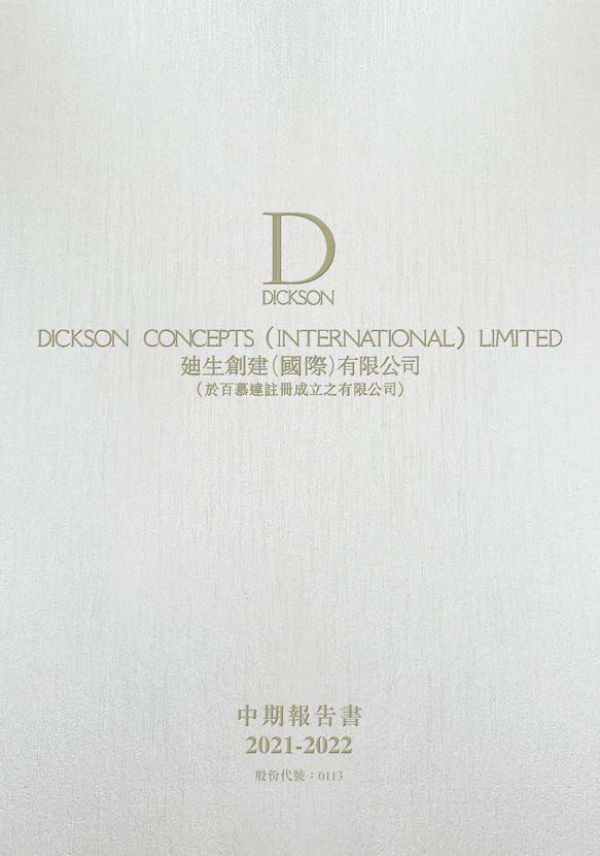 D
DICKSON
DICKSON CONCEPTS (INTERNATIONAL) LIMITED
廸生創建(國際)有限公司
(於百慕達註冊成立之有限公司)
中期報告書
2021-2022
股份代號：0113